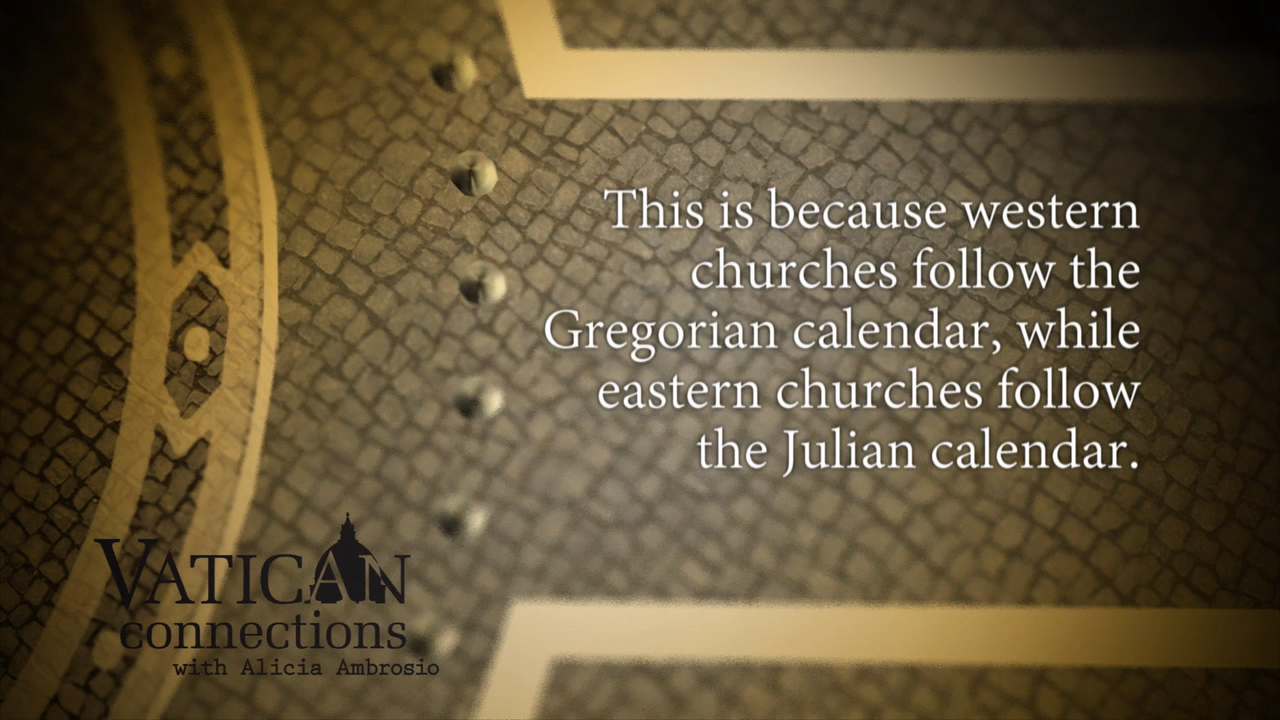 This is because western
churches follow the
Gregorian calendar, while
eastern churches follow
the Julian calendar.
VATICAN
connections
with Alicia Ambrosio